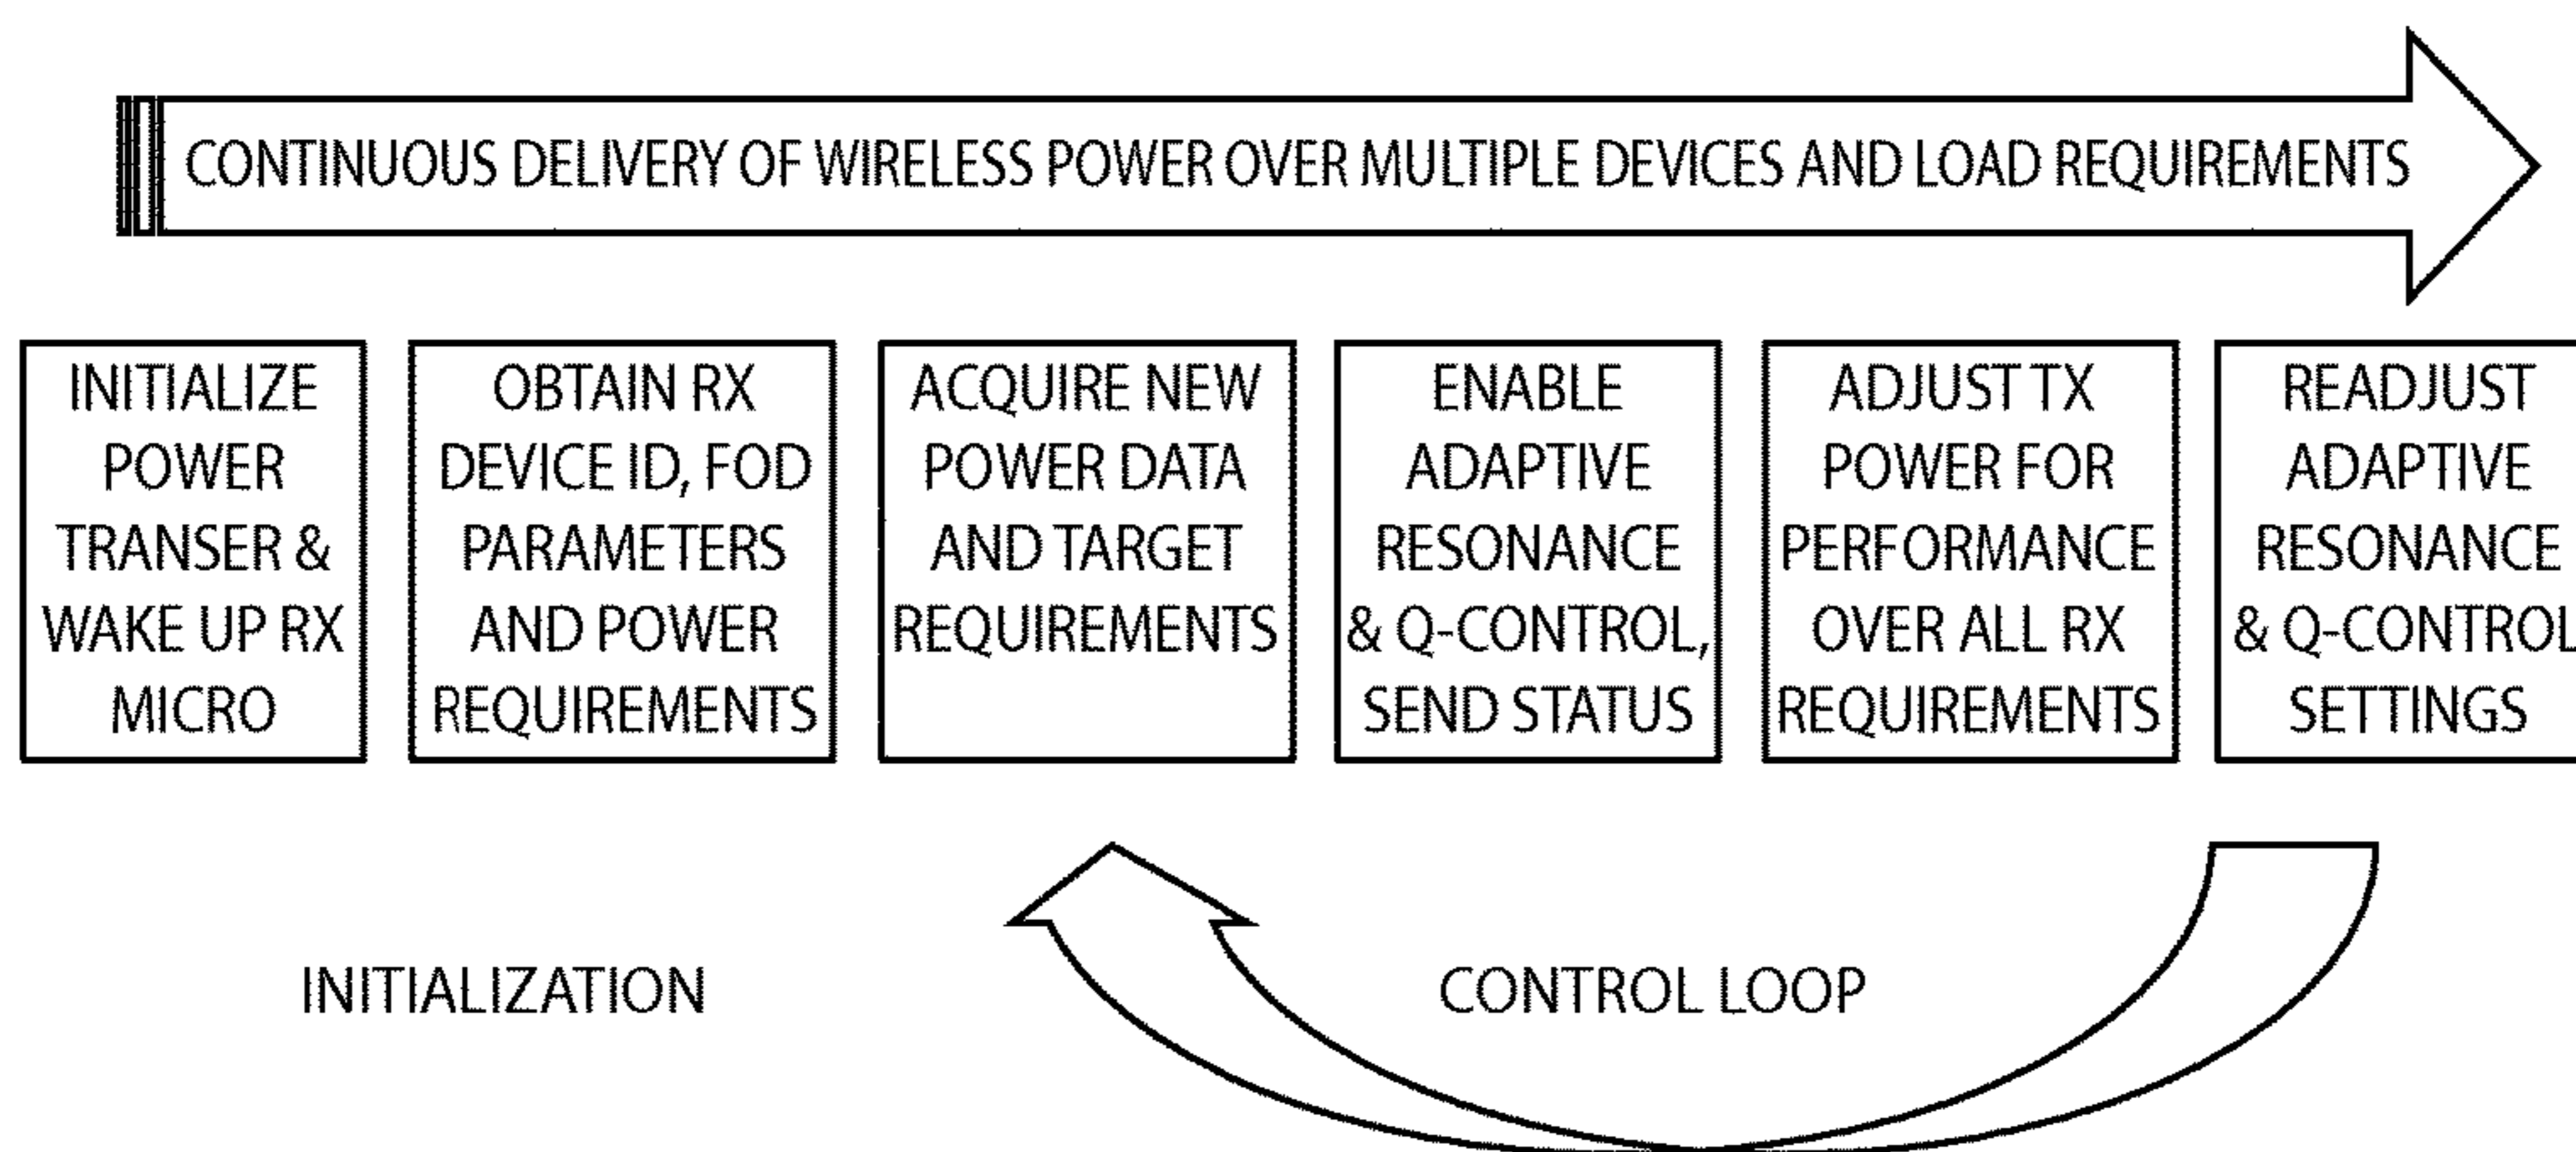 CONTINUOUS DELIVERY OF WIRELESS POWER OVER MULTIPLE DEVICES AND LOAD REQUIREMENTS
INITIALIZE
POWER
TRANSER &
WAKE UP RX
MICRO
OBTAIN RX
DEVICE ID, FOD
PARAMETERS
AND POWER
REQUIREMENTS
ACQUIRE NEW
POWER DATA
AND TARGET
REQUIREMENTS
ENABLE
ADAPTIVE
RESONANCE
& Q-CONTROL,
SEND STATUS
ADJUST TX
POWER FOR
PERFORMANCE
OVER ALL RX
REQUIREMENTS
READJUST
ADAPTIVE
RESONANCE
& Q-CONTROL
SETTINGS
INITIALIZATION
CONTROL LOOP